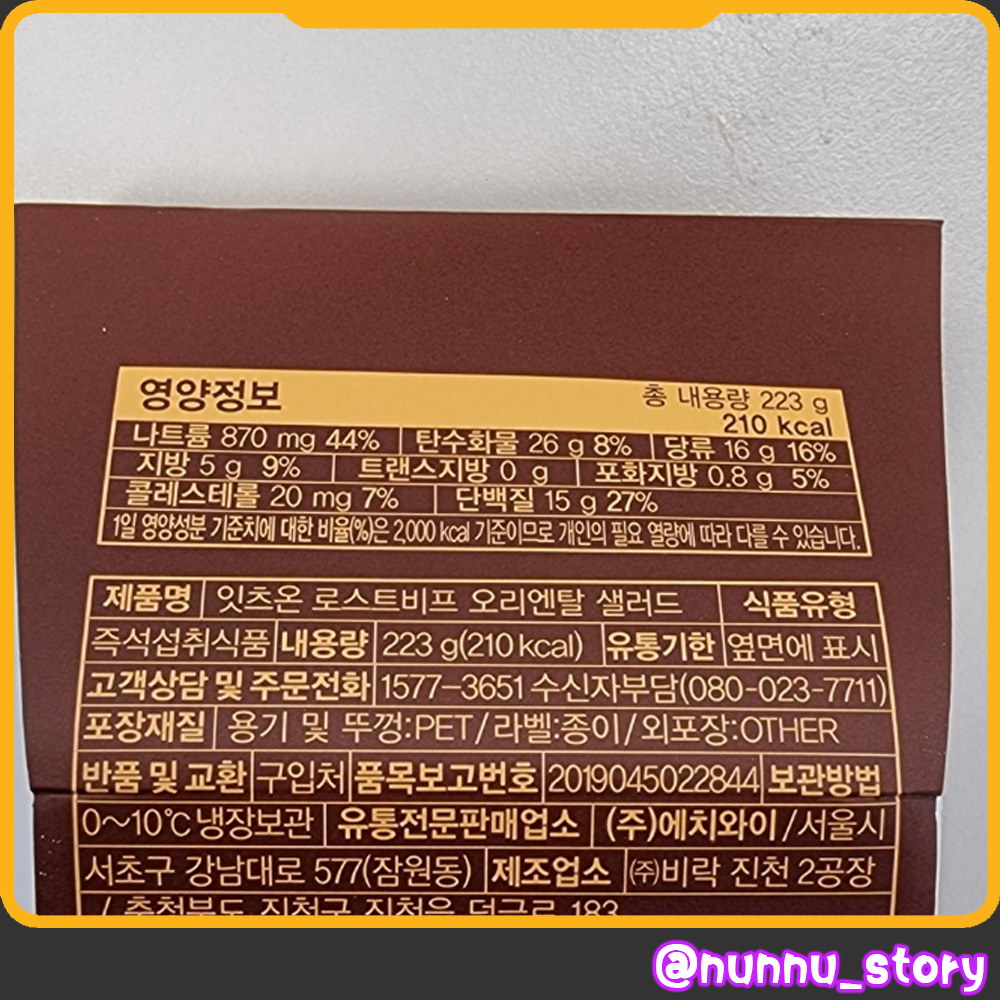 영양정보
총 내용량 223 g
210 kcal
나트륨 870 mg 44% 탄수화물 26 g 8% 당류 16 g 16%
지방 5 g 9% 트랜스지방 0 g 포화지방 0.8 g 5%
콜레스테롤 20 mg 7% 단백질 15 g 27%
1일 영양성분 기준치에 대한 비율(%)은 2,000 kcal 기준이므로 개인의 필요 열량에 따라 다를 수 있습니다.
제품명 잇츠온 로스트비프 오리엔탈 샐러드 식품유형
즉석섭취식품 내용량 223 g(210 kcal) 유통기한 옆면에 표시
고객상담 및 주문전화 1577-3651 수신자부담(080-023-7711)
포장재질 용기 및 뚜껑:PET/라벨:종이/외포장:OTHER
반품 및 교환 구입처 품목보고번호 2019045022844 보관방법
0~10℃ 냉장보관 유통전문판매업소 (주)에치와이/서울시
서초구 강남대로 577(잠원동) 제조업소 (주)비락 진천 2공장
진천군 진천읍 덕금로 183
@nunnu_story